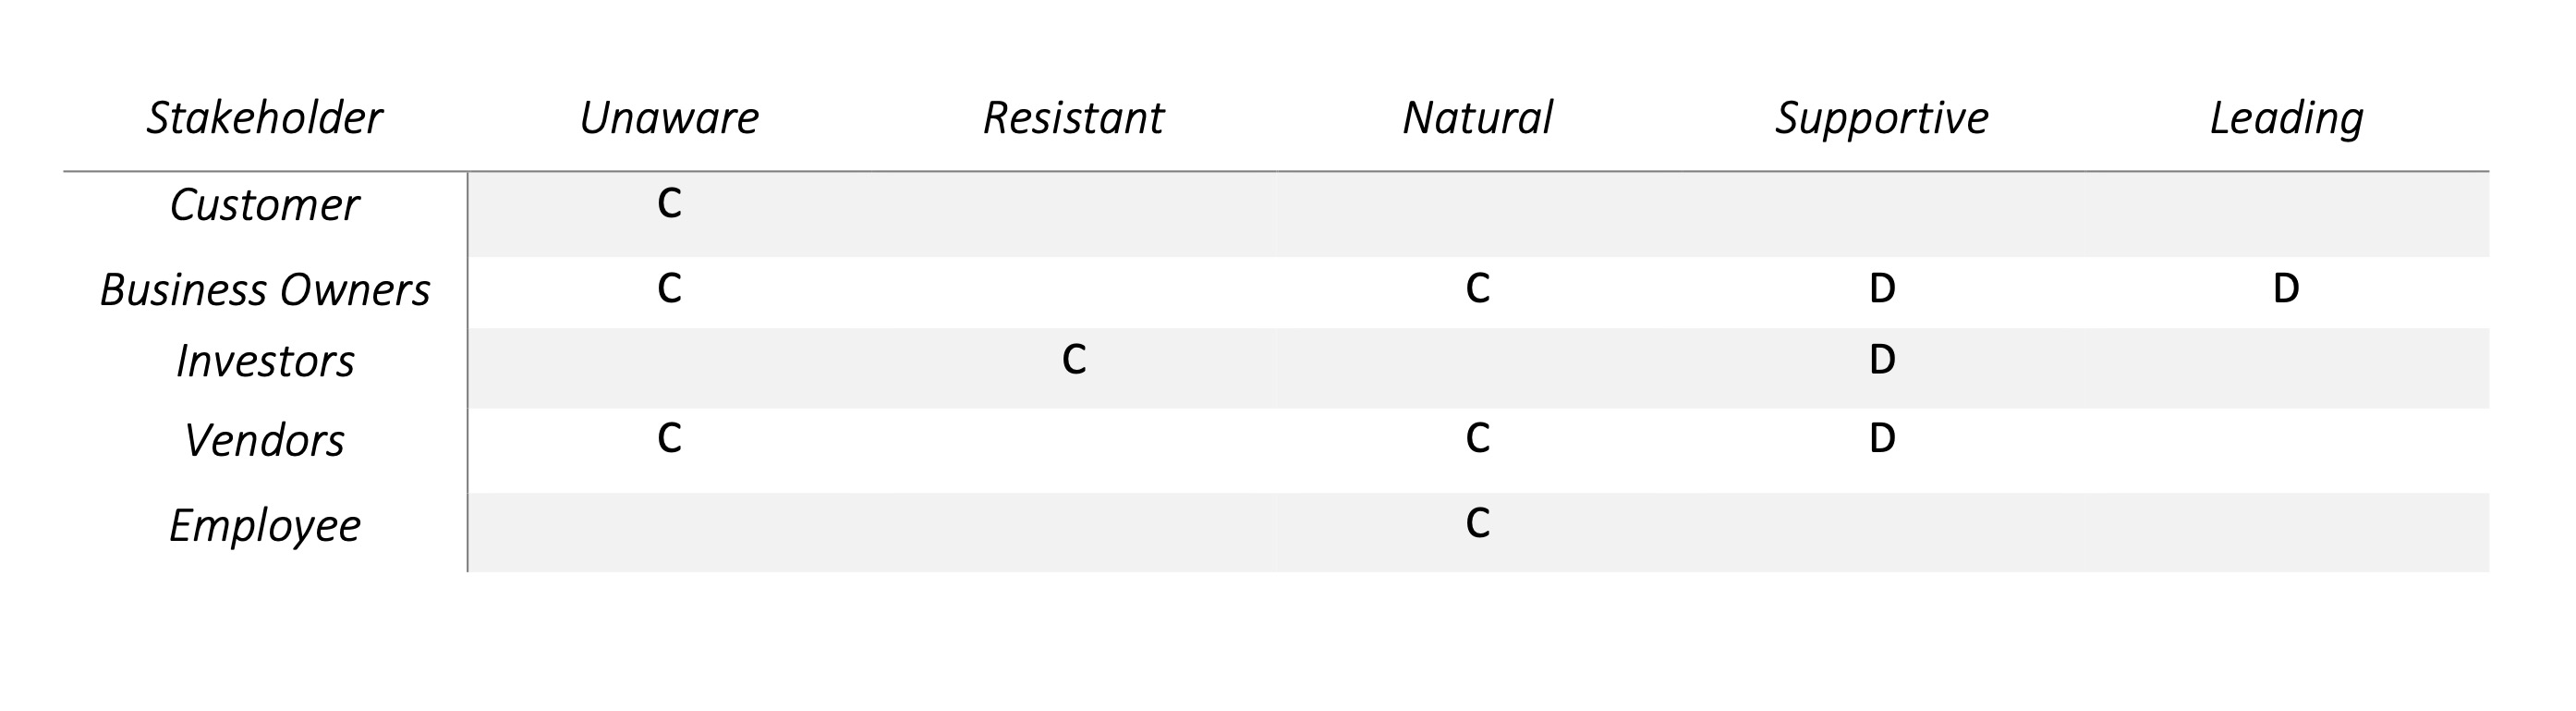 Stakeholder Unaware Resistant Natural Supportive Leading
Customer C
Business Owners C C D D
Investors C D
Vendors C C D
Employee C